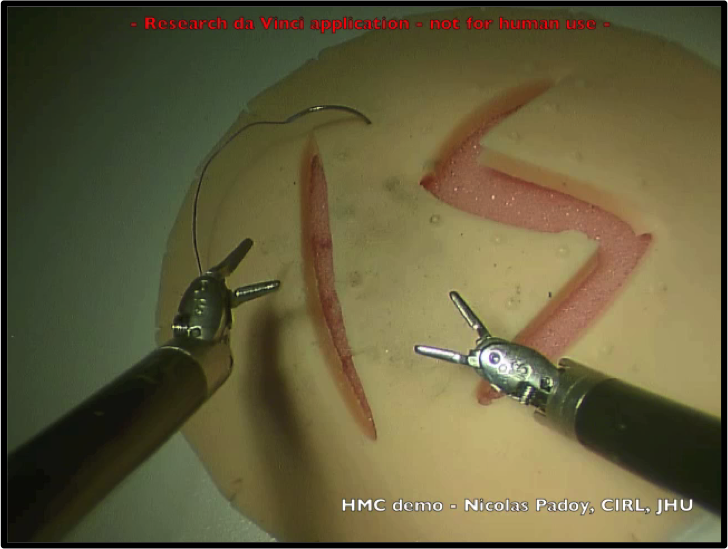 - Research da Vinci application - not for human use -
HMC demo - Nicolas Padoy, CIRL, JHU